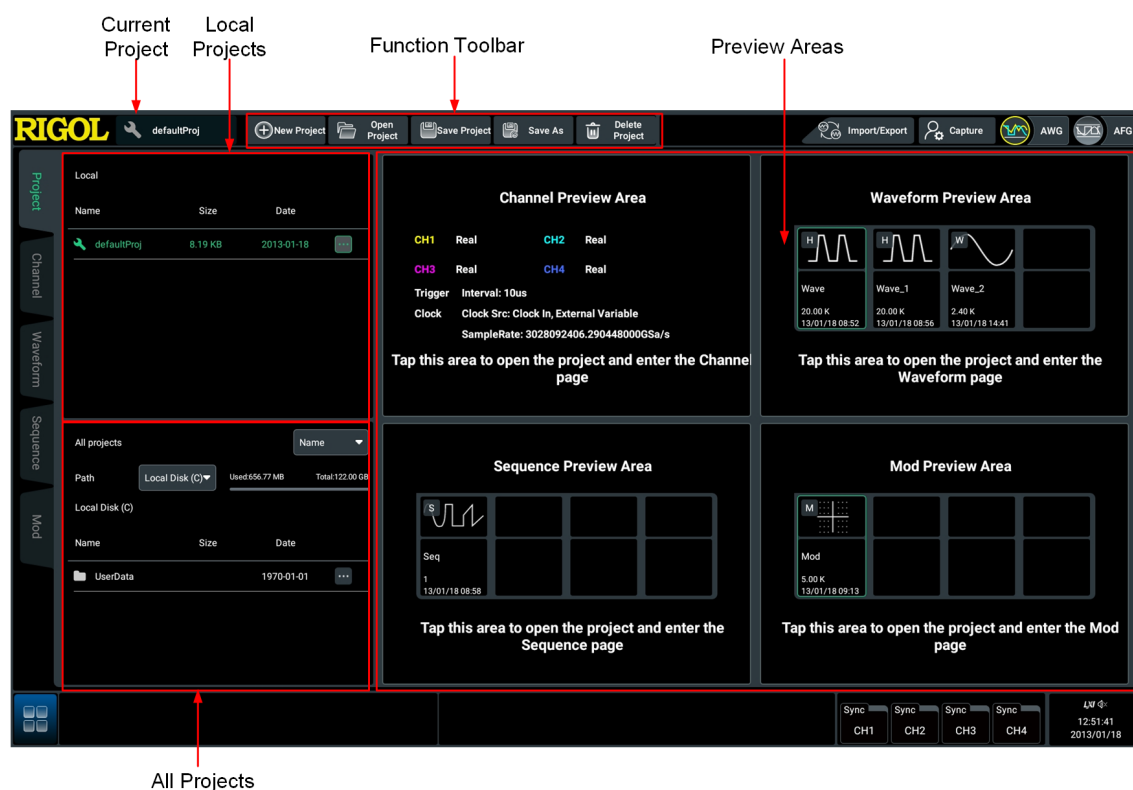 Current Project
Local Projects
Function Toolbar
Preview Areas
RIGOL
defaultProj
New Project
Open Project
Save Project
Save As
Delete Project
Import/Export
Capture
AWG
AFG
Project
Channel
Waveform
Sequence
Mod
Local
Name Size Date
defaultProj 8.19 KB 2013-01-18 ...
All projects
Name
Path Local Disk (C) Used:656.77 MB Total:122.00 GB
Local Disk (C)
Name Size Date
UserData 1970-01-01 ...
Channel Preview Area
CH1 Real CH2 Real
CH3 Real CH4 Real
Trigger Interval: 10us
Clock Clock Src: Clock In, External Variable
SampleRate: 3028092406.290448000GSa/s
Tap this area to open the project and enter the Channel
page
Waveform Preview Area
H H W
Wave Wave_1 Wave_2
20.00 K 20.00 K 2.40 K
13/01/18 08:52 13/01/18 08:56 13/01/18 14:41
Tap this area to open the project and enter the
Waveform page
Sequence Preview Area
S
Seq
1
13/01/18 08:58
Tap this area to open the project and enter the
Sequence page
Mod Preview Area
M
Mod
5.00 K
13/01/18 09:13
Tap this area to open the project and enter the Mod
page
Sync Sync Sync Sync
CH1 CH2 CH3 CH4
LXI
12:51:41
2013/01/18
All Projects